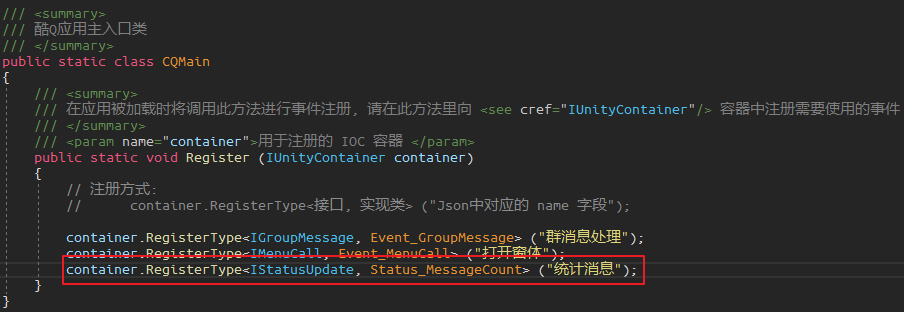 /// <summary>
/// 酷Q应用主入口类
/// </summary>
public static class CQMain
{
/// <summary>
/// 在应用被加载时将调用此方法进行事件注册, 请在此方法里向 <see cref="IUnityContainer"/> 容器中注册需要使用的事件
/// </summary>
/// <param name="container">用于注册的 IOC 容器 </param>
public static void Register (IUnityContainer container)
{
// 注册方式:
//      container.RegisterType<接口, 实现类> ("Json中对应的 name 字段");
container.RegisterType<IGroupMessage, Event_GroupMessage> ("群消息处理");
container.RegisterType<IMenuCall, Event_MenuCall> ("打开窗体");
container.RegisterType<IStatusUpdate, Status_MessageCount> ("统计消息");
}
}